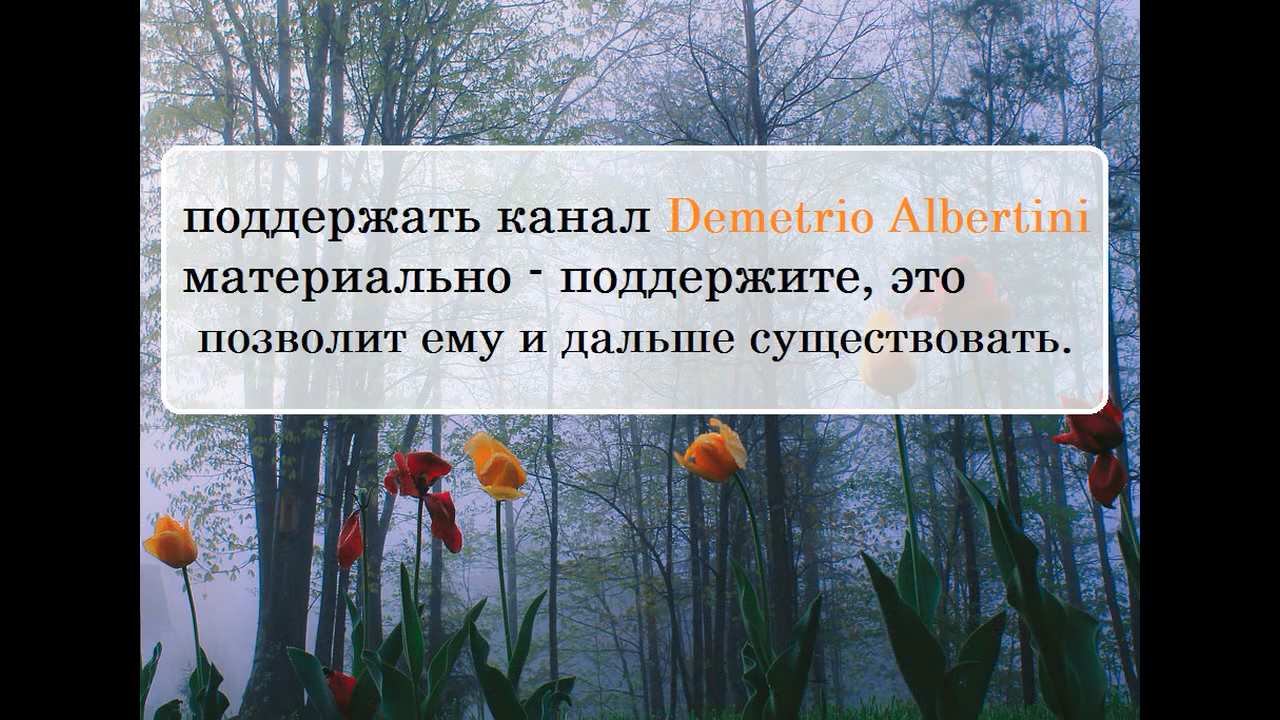 поддержать канал Demetrio Albertini
материально - поддержите, это
позволит ему и дальше существовать.